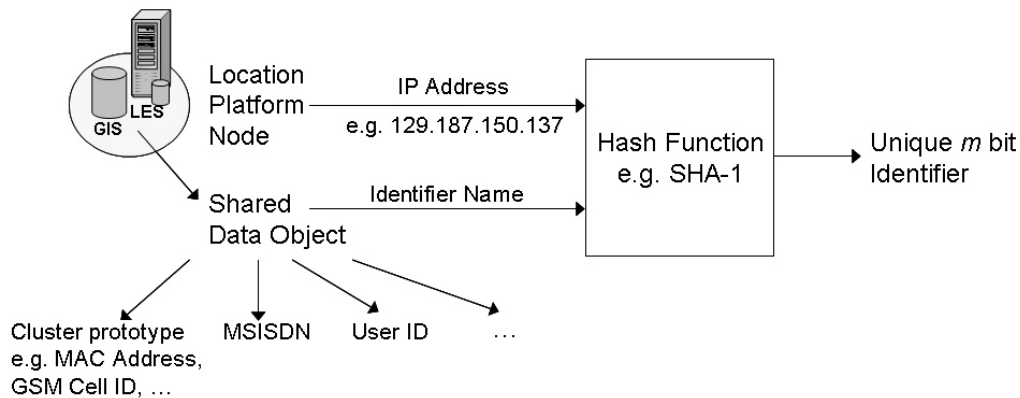 LES
GIS
Location
Platform
Node
IP Address
e.g. 129.187.150.137
Hash Function
e.g. SHA-1
Unique m bit
Identifier
Identifier Name
Shared
Data Object
Cluster prototype
e.g. MAC Address,
GSM Cell ID, …
MSISDN
User ID
…